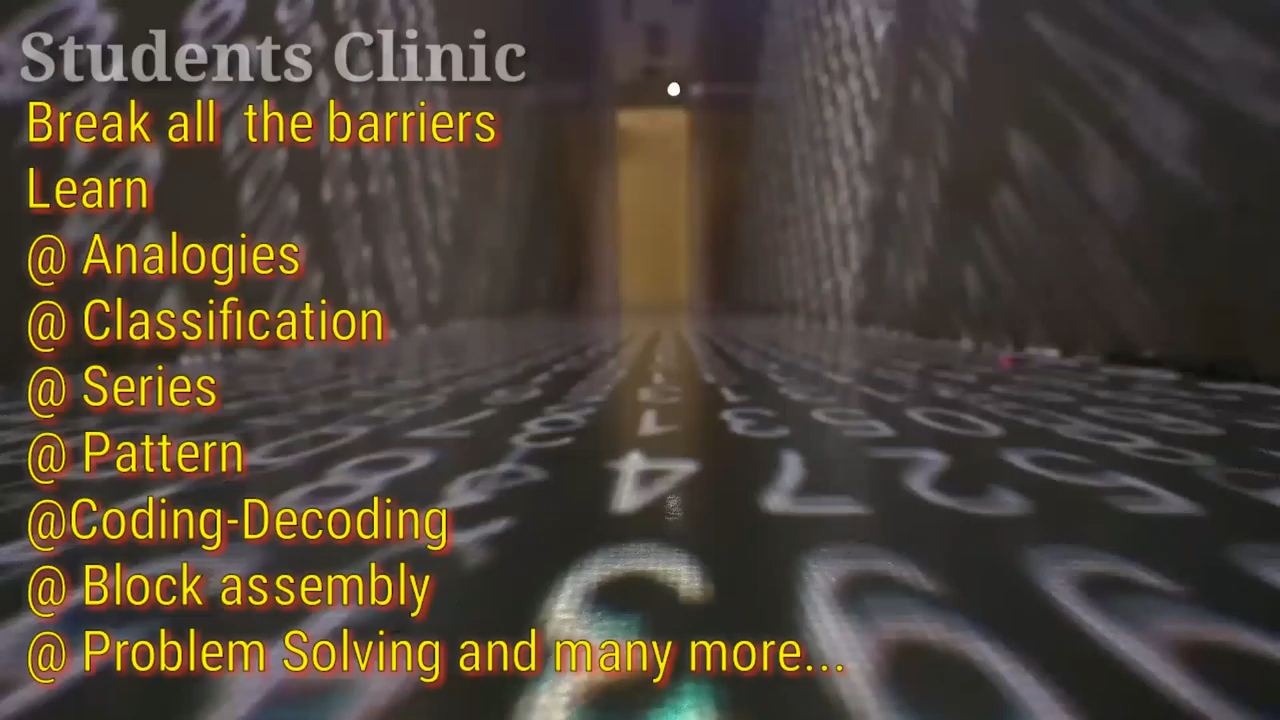 Students Clinic
Break all  the barriers
Learn
@ Analogies
@ Classification
@ Series
@ Pattern
@Coding-Decoding
@ Block assembly
@ Problem Solving and many more...